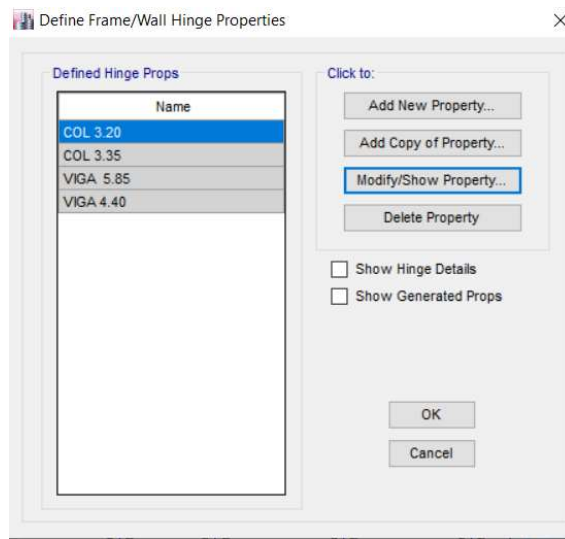 Define Frame/Wall Hinge Properties
Defined Hinge Props
Name
COL 3.20
COL 3.35
VIGA  5.85
VIGA 4.40
Click to:
Add New Property...
Add Copy of Property...
Modify/Show Property...
Delete Property
Show Hinge Details
Show Generated Props
OK
Cancel